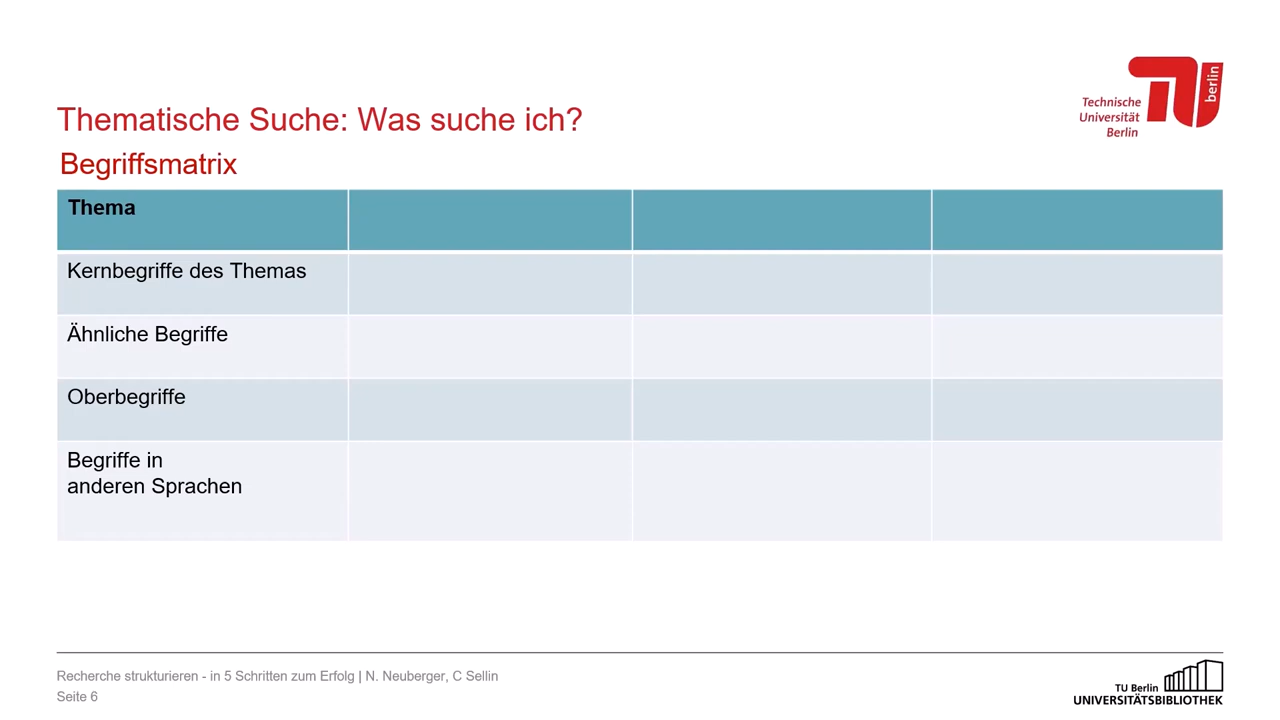 Technische
Universität
Berlin
berlin
Thematische Suche: Was suche ich?
Begriffsmatrix
Thema
Kernbegriffe des Themas
Ähnliche Begriffe
Oberbegriffe
Begriffe in
anderen Sprachen
Recherche strukturieren - in 5 Schritten zum Erfolg | N. Neuberger, C Sellin
Seite 6
TU Berlin
UNIVERSITÄTSBIBLIOTHEK